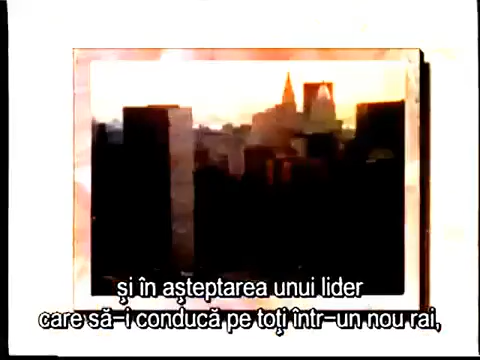 şi în aşteptarea unui lider
care să-i conducă pe toţi într-un nou rai,